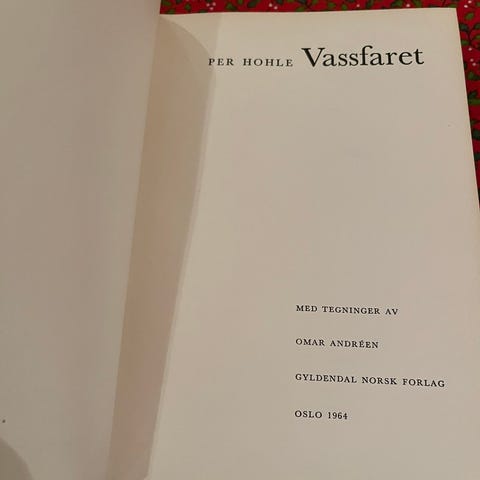 PER HOHLE Vassfaret
MED TEGNINGER AV
OMAR ANDRÉEN
GYLDENDAL NORSK FORLAG
OSLO 1964